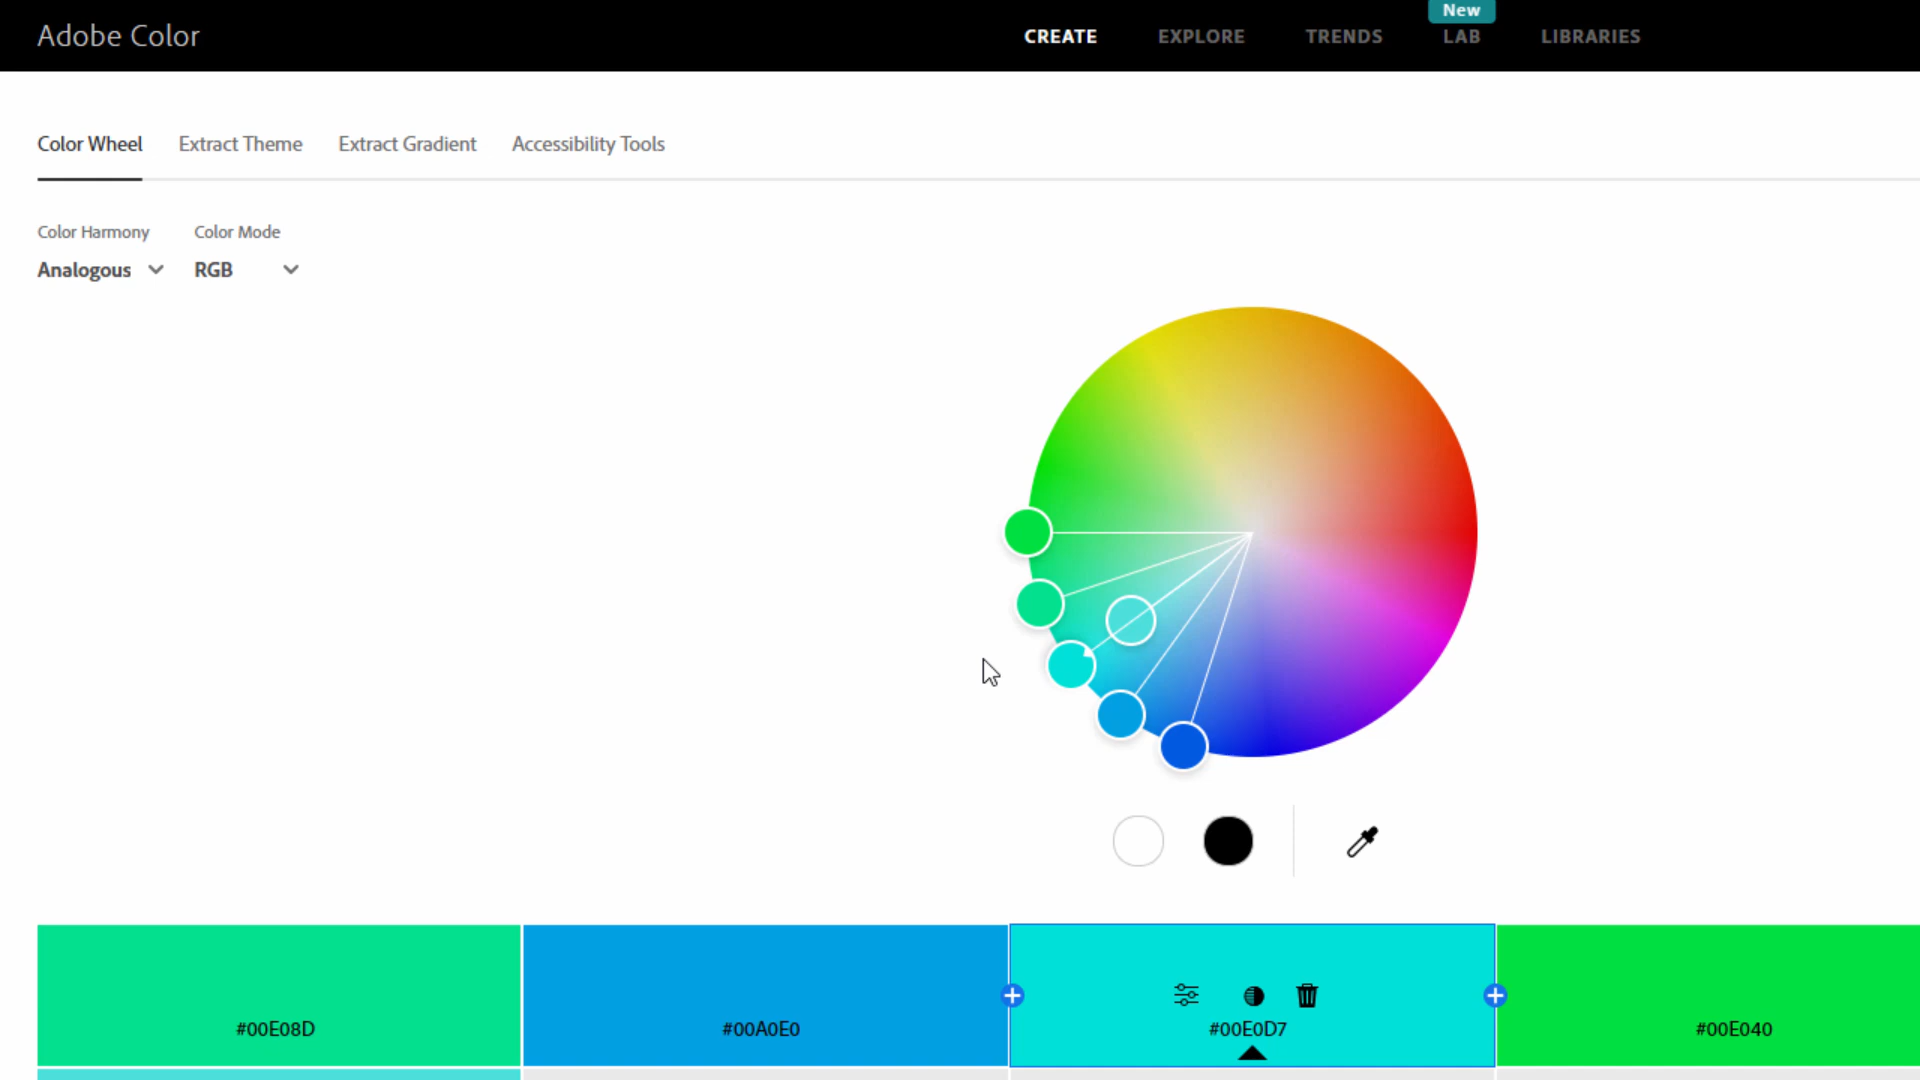 New
Adobe Color CREATE EXPLORE TRENDS LAB LIBRARIES
Color Wheel Extract Theme Extract Gradient Accessibility Tools
Color Harmony Color Mode
Analogous RGB
#00E08D #00A0E0 #00E0D7 #00E040